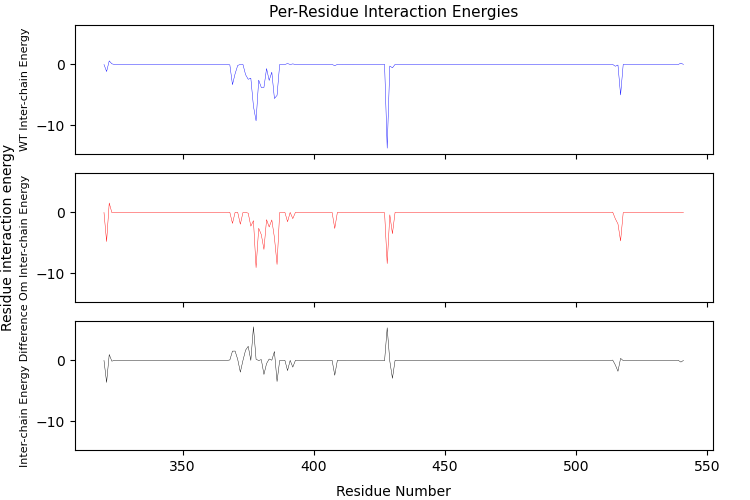 Per-Residue Interaction Energies
WT Inter-chain Energy
0
−10
Residue interaction energy
Om Inter-chain Energy
0
−10
Inter-chain Energy Difference
0
−10
350
400
450
500
550
Residue Number